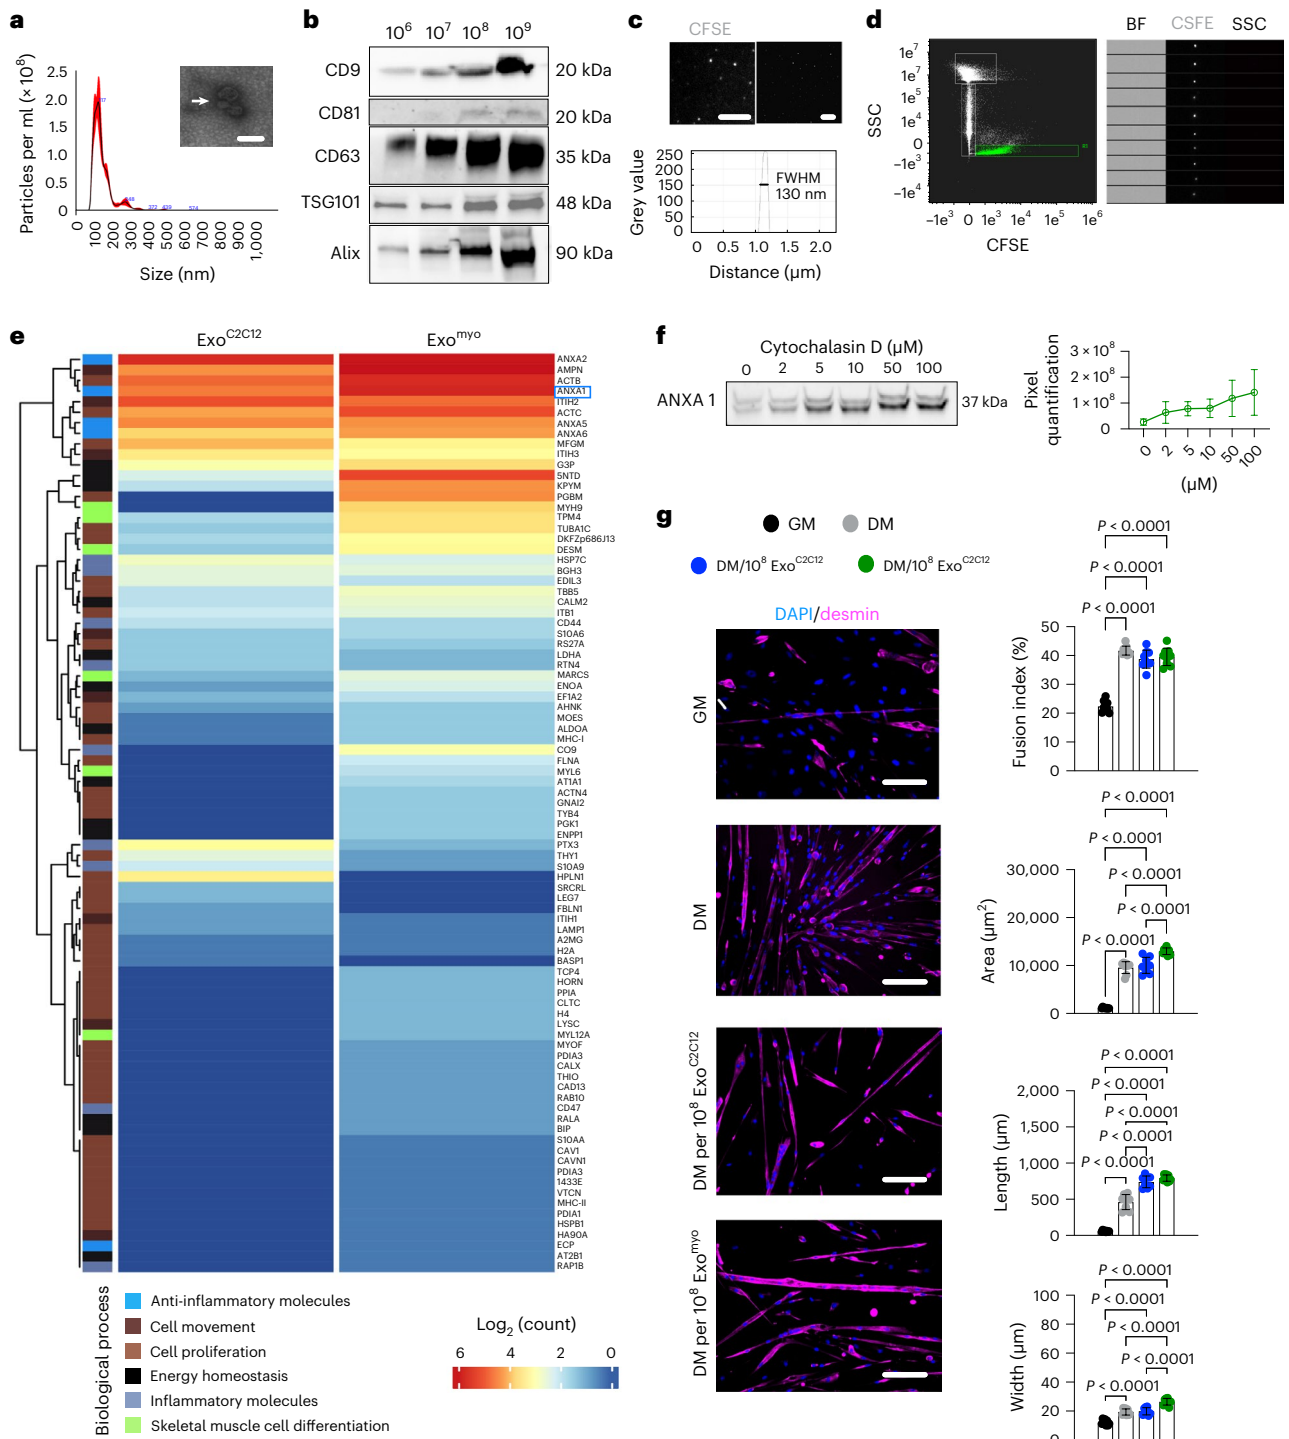 a
Particles per ml (×10⁸)
2.5
2.0
1.5
1.0
0.5
0
0
100
200
300
400
500
600
700
800
900
1,000
Size (nm)
b
10⁶ 10⁷ 10⁸ 10⁹
CD9 20 kDa
CD81 20 kDa
CD63 35 kDa
TSG101 48 kDa
Alix 90 kDa
c
CFSE
Grey value
250
200
150
100
50
0
FWHM
130 nm
0 0.5 1.0 1.5 2.0
Distance (µm)
d
SSC
1e⁷
1e⁷
1e⁵
1e⁴
0
−1e³
−1e⁴
−1e³ 0 1e³ 1e⁴ 1e⁵ 1e⁶
CFSE
BF CSFE SSC
e
Exo^C2C12 Exo^myo
ANXA2
AMPN
ACTB
ANXA1
ITIH2
ACTC
ANXA5
ANXA6
MFGM
ITIH3
G3P
5NTD
KPYM
PGBM
MYH9
TPM4
TUBA1C
DKFZp686J13
DESM
HSP7C
BGH3
EDIL3
TBB5
CALM2
ITB1
CD44
S10A6
RS27A
LDHA
RTN4
MARCS
ENOA
EF1A2
AHNK
MOES
ALDOA
MHC-I
CO9
FLNA
MYL6
AT1A1
ACTN4
GNAI2
TYB4
PGK1
ENPP1
PTX3
THY1
S10A9
HPLN1
SRCRL
LEG7
FBLN1
ITIH1
LAMP1
A2MG
H2A
BASP1
TCP4
HORN
PPIA
CLTC
H4
LYSC
MYL12A
MYOF
PDIA3
CALX
THIO
CAD13
RAB10
CD47
RALA
BIP
S10AA
CAV1
CAVN1
PDIA3
1433E
VTCN
MHC-II
PDIA1
HSPB1
HA90A
ECP
AT2B1
RAP1B
Biological process
Anti-inflammatory molecules
Cell movement
Cell proliferation
Energy homeostasis
Inflammatory molecules
Skeletal muscle cell differentiation
Log₂ (count)
6 4 2 0
f
Cytochalasin D (µM)
0 2 5 10 50 100
ANXA 1 37 kDa
Pixel
quantification
3 × 10⁸
2 × 10⁸
1 × 10⁸
0
0 2 5 10 50 100
(µM)
g
GM DM
DM/10⁸ Exo^C2C12 DM/10⁸ Exo^C2C12
DAPI/desmin
GM
DM
DM per 10⁸ Exo^C2C12
DM per 10⁸ Exo^myo
P < 0.0001
P < 0.0001
P < 0.0001
Fusion index (%)
50
40
30
20
10
0
P < 0.0001
P < 0.0001
P < 0.0001
P < 0.0001
Area (µm²)
30,000
20,000
10,000
0
P < 0.0001
P < 0.0001
P < 0.0001
P < 0.0001
P < 0.0001
Length (µm)
2,000
1,500
1,000
500
0
P < 0.0001
P < 0.0001
P < 0.0001
P < 0.0001
P < 0.0001
Width (µm)
100
80
60
40
20